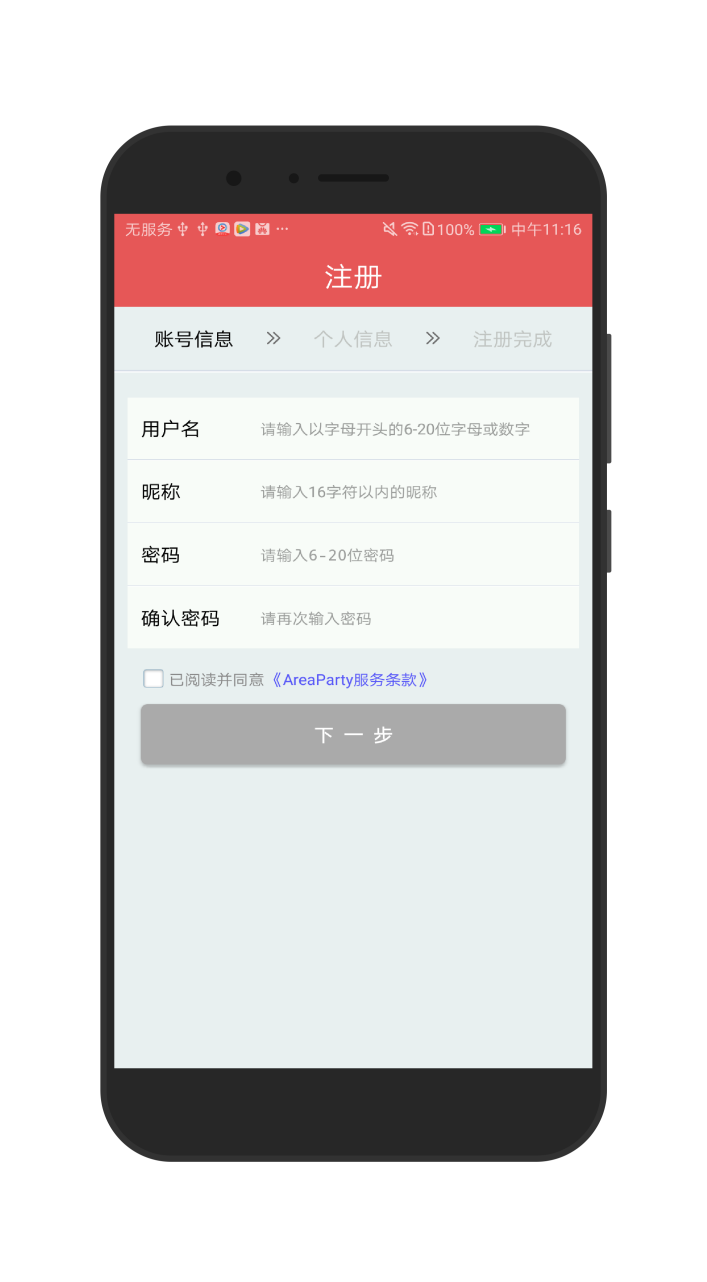 无服务 ··· 100% 中午11:16
注册
账号信息 » 个人信息 » 注册完成
用户名 请输入以字母开头的6-20位字母或数字
昵称 请输入16字符以内的昵称
密码 请输入6-20位密码
确认密码 请再次输入密码
已阅读并同意《AreaParty服务条款》
下一步